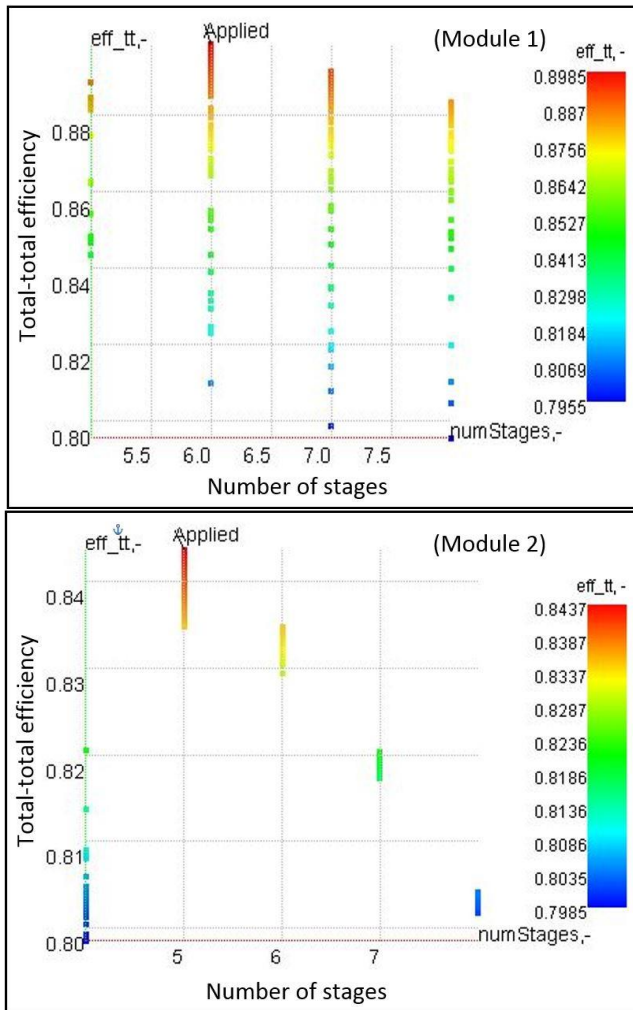 eff_tt,-
Applied
(Module 1)
eff_tt, -
Total-total efficiency
0.88
0.86
0.84
0.82
0.80
0.8985
0.887
0.8756
0.8642
0.8527
0.8413
0.8298
0.8184
0.8069
0.7955
numStages,-
5.5 6.0 6.5 7.0 7.5
Number of stages
eff_tt,-
Applied
(Module 2)
eff_tt, -
Total-total efficiency
0.84
0.83
0.82
0.81
0.80
0.8437
0.8387
0.8337
0.8287
0.8236
0.8186
0.8136
0.8086
0.8035
0.7985
numStages,-
5 6 7
Number of stages